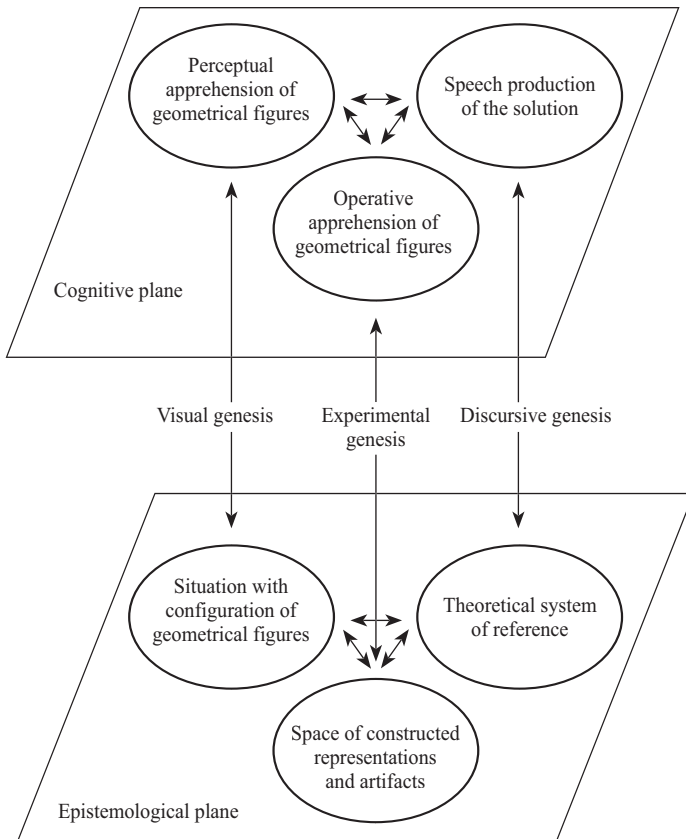 Perceptual
apprehension of
geometrical figures
Speech production
of the solution
Operative
apprehension of
geometrical figures
Cognitive plane
Visual genesis
Experimental
genesis
Discursive genesis
Situation with
configuration of
geometrical figures
Theoretical system
of reference
Space of constructed
representations
and artifacts
Epistemological plane